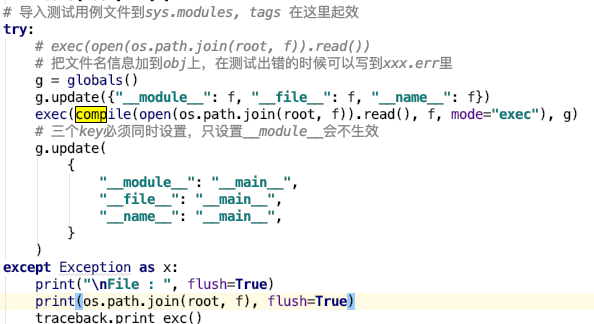 # 导入测试用例文件到sys.modules, tags 在这里起效
try:
    # exec(open(os.path.join(root, f)).read())
    # 把文件名信息加到obj上，在测试出错的时候可以写到xxx.err里
    g = globals()
    g.update({"__module__": f, "__file__": f, "__name__": f})
    exec(compile(open(os.path.join(root, f)).read(), f, mode="exec"), g)
    # 三个key必须同时设置，只设置__module__会不生效
    g.update(
        {
            "__module__": "__main__",
            "__file__": "__main__",
            "__name__": "__main__",
        }
    )
except Exception as x:
    print("\nFile : ", flush=True)
    print(os.path.join(root, f), flush=True)
    traceback.print_exc()